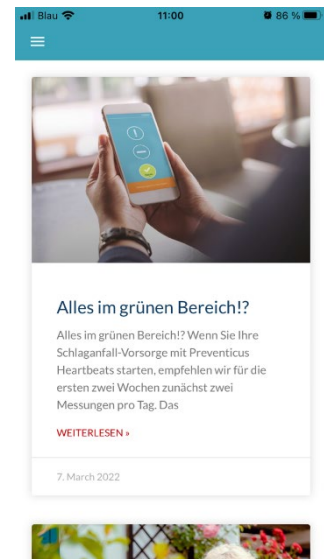 Blau
11:00
86 %
Alles im grünen Bereich!?
Alles im grünen Bereich!? Wenn Sie Ihre
Schlaganfall-Vorsorge mit Preventicus
Heartbeats starten, empfehlen wir für die
ersten zwei Wochen zunächst zwei
Messungen pro Tag. Das
WEITERLESEN »
7. March 2022